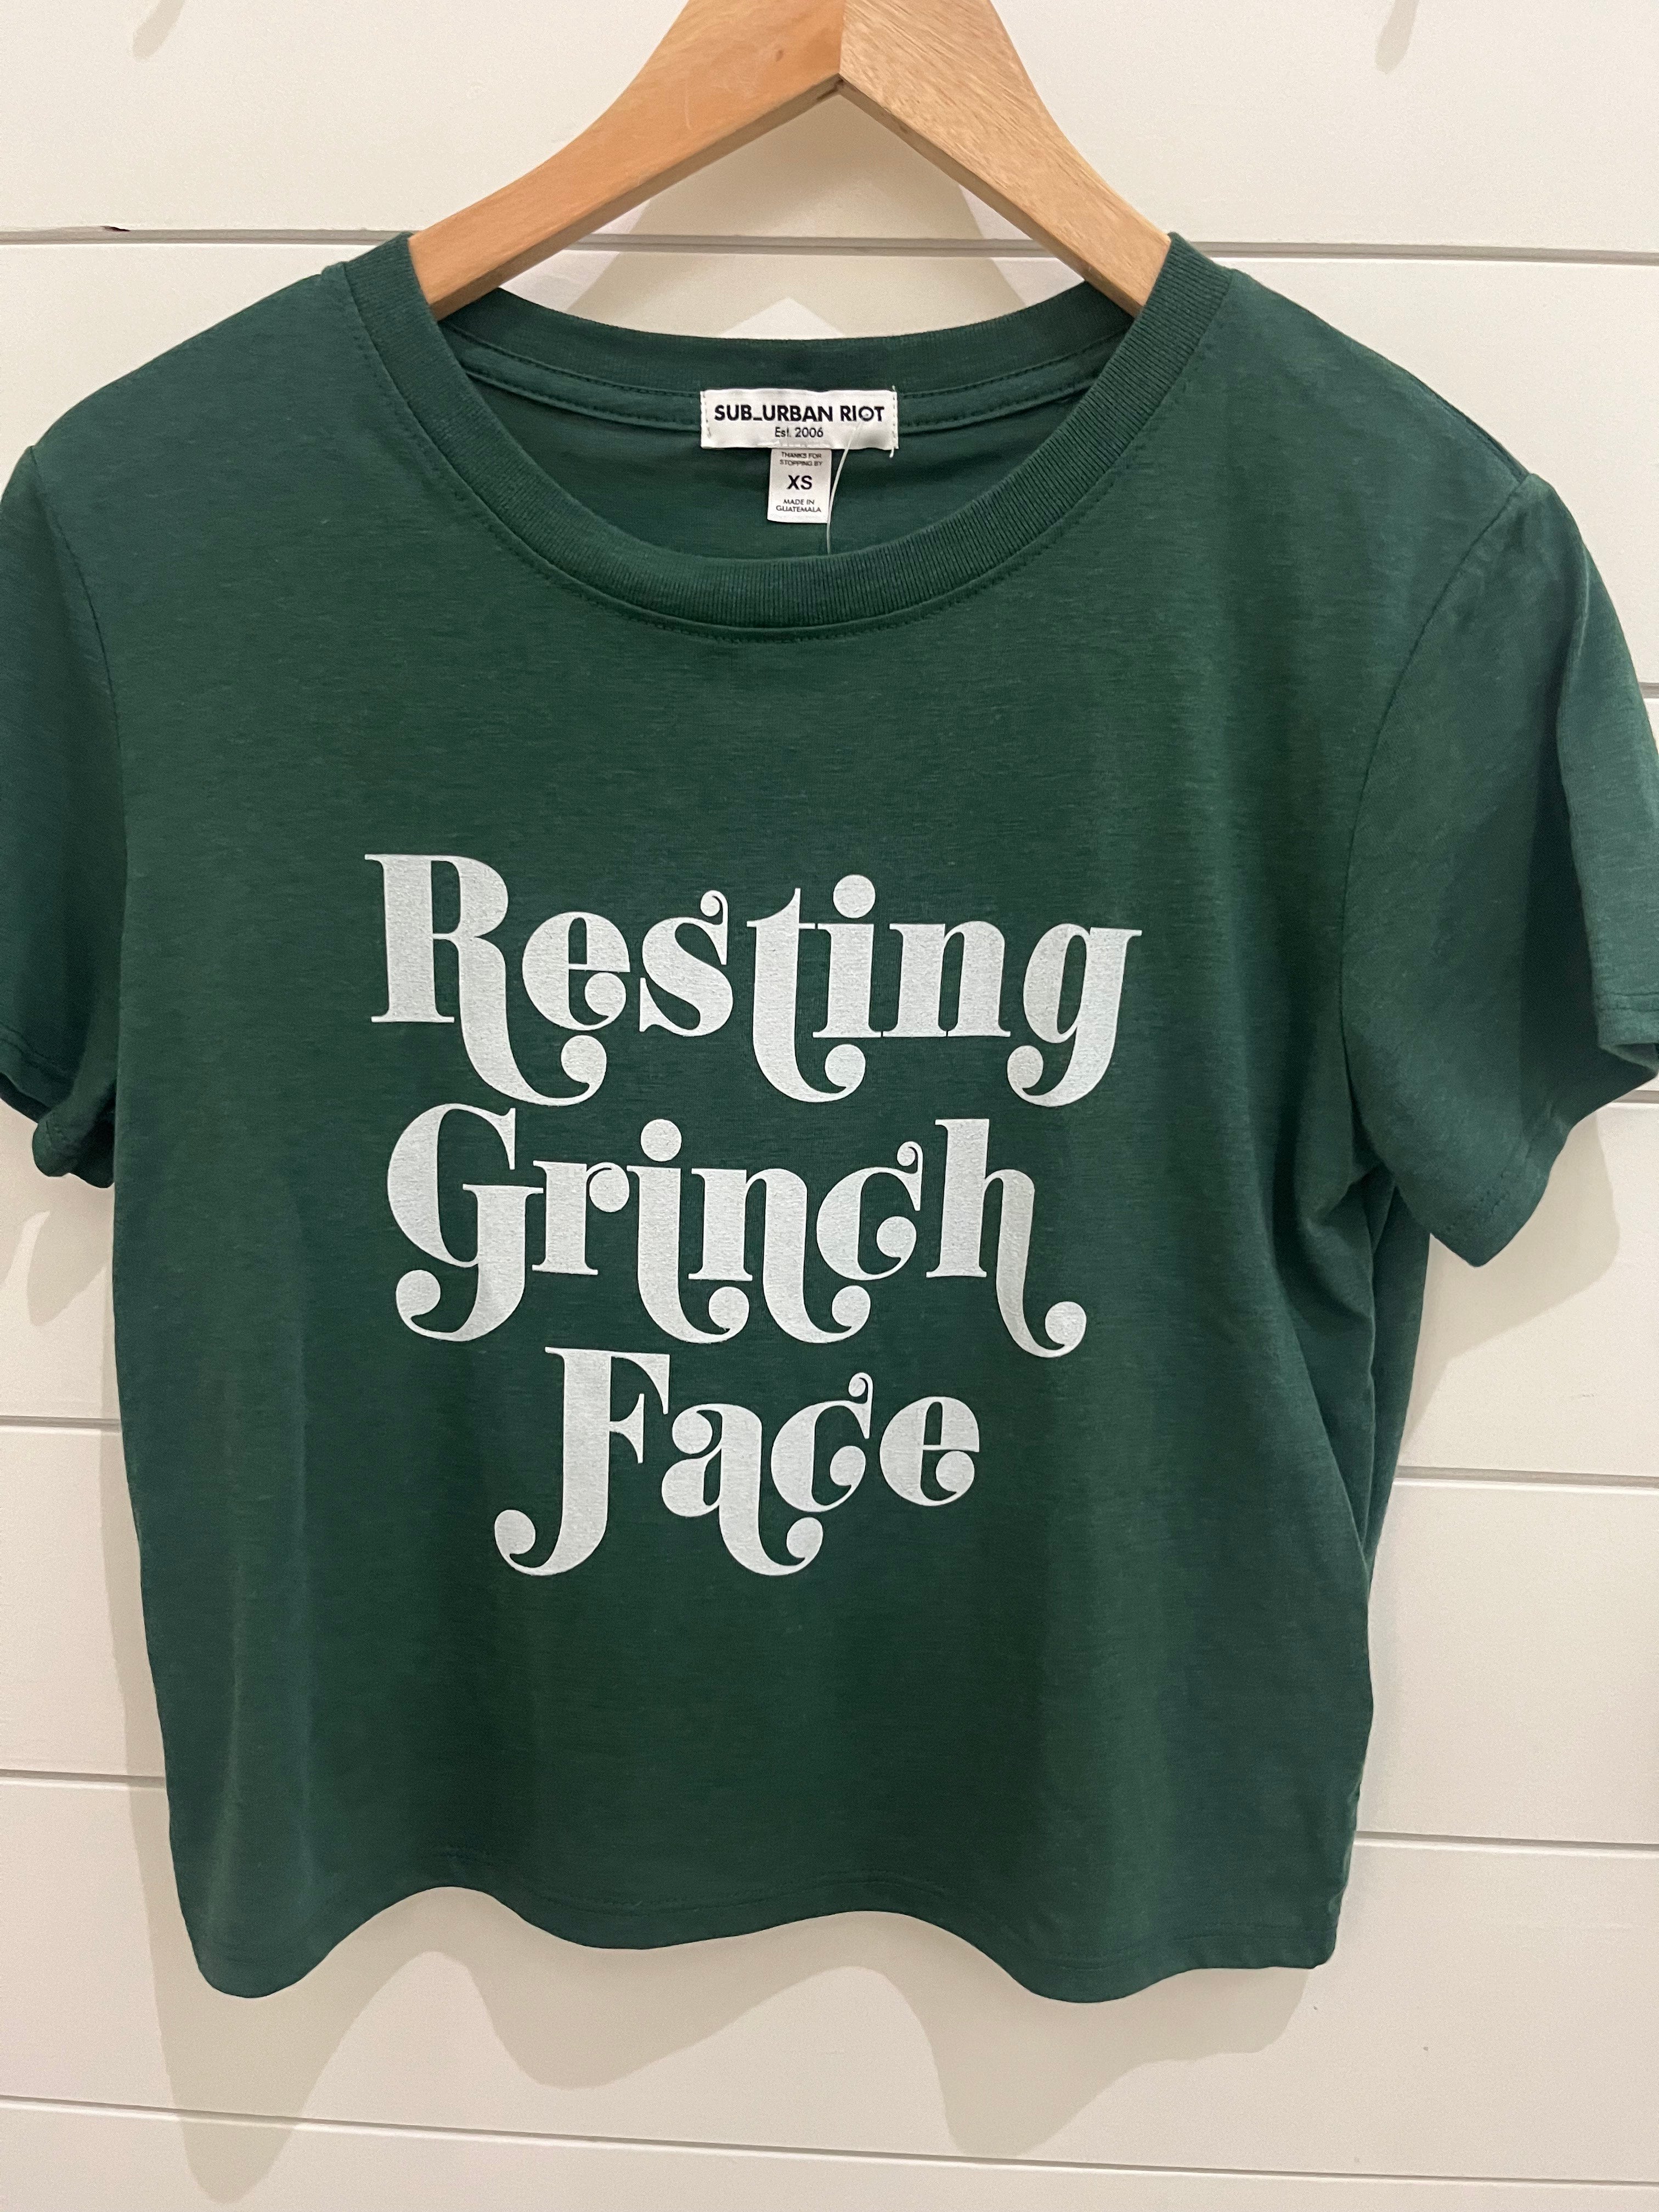 SUB_URBAN RIOT
Est. 2006
THANKS FOR
STOPPING BY
XS
MADE IN
GUATEMALA
Resting
Grinch
Face